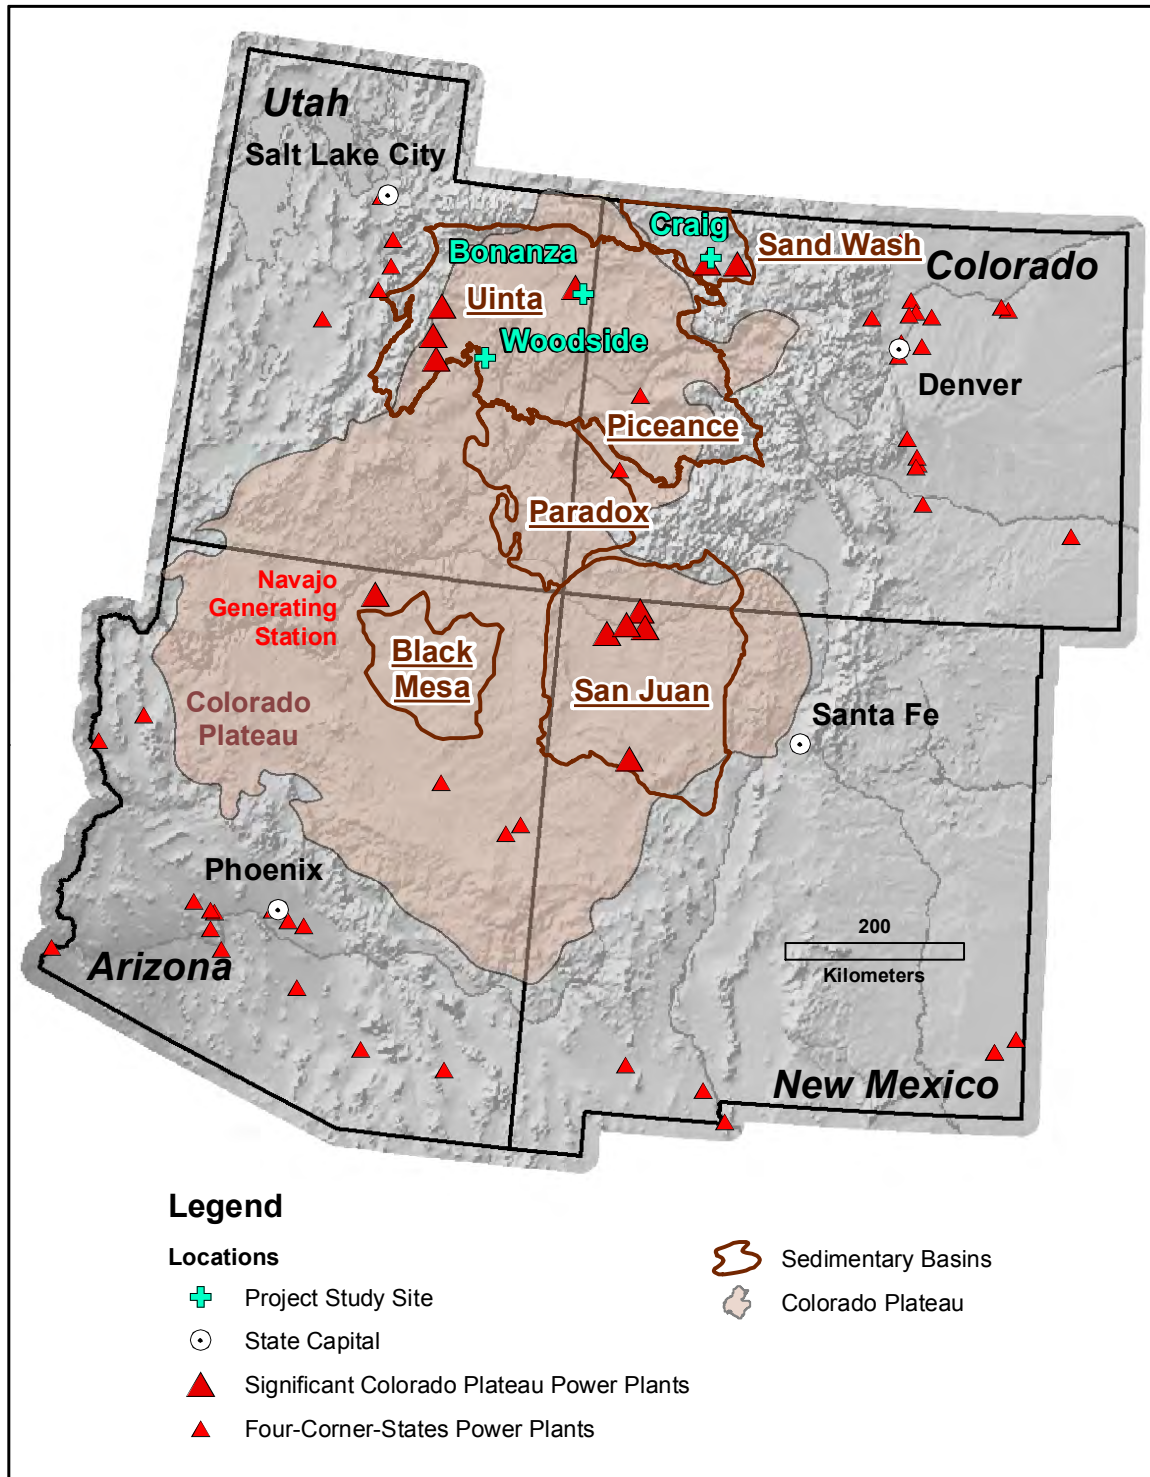 Utah
Salt Lake City
Craig
Sand Wash
Bonanza
Colorado
Uinta
Woodside
Denver
Piceance
Paradox
Navajo
Generating
Station
Black
Mesa
San Juan
Colorado
Plateau
Santa Fe
Phoenix
200
Arizona
Kilometers
New Mexico
Legend
Locations
Project Study Site
State Capital
Significant Colorado Plateau Power Plants
Four-Corner-States Power Plants
Sedimentary Basins
Colorado Plateau